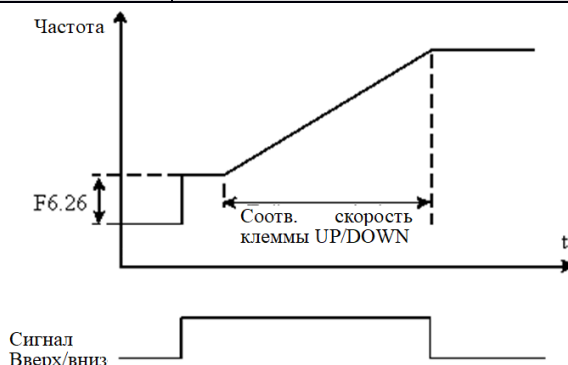 Частота
F6.26
Соотв. скорость
клеммы UP/DOWN
t
Сигнал
Вверх/вниз